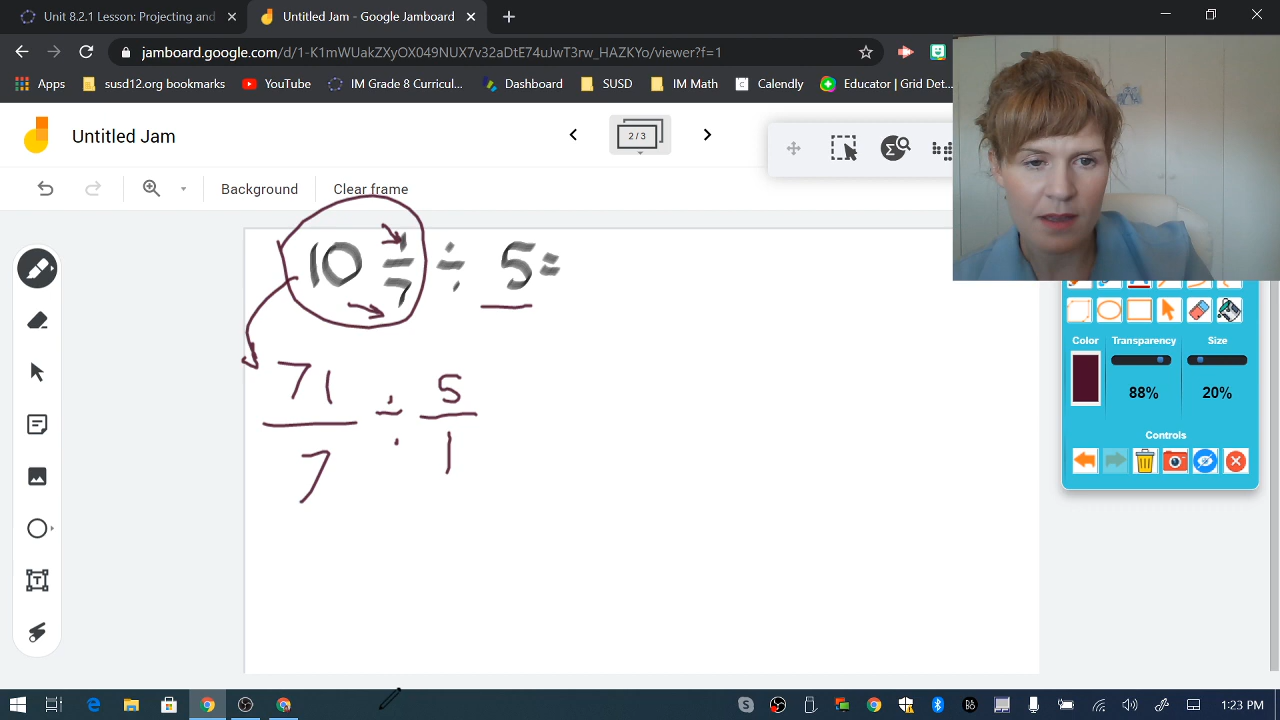 Unit 8.2.1 Lesson: Projecting and
Untitled Jam - Google Jamboard
jamboard.google.com/d/1-K1mWUakZXyOX049NUX7v32aDtE74uJwT3rw_HAZKYo/viewer?f=1
Apps susd12.org bookmarks YouTube IM Grade 8 Curricul... Dashboard SUSD IM Math Calendly Educator | Grid Det...
Untitled Jam
2/3
Background Clear frame
10 1/7 ÷ 5 =
71/7 ÷ 5/1
Color Transparency Size
88% 20%
Controls
1:23 PM